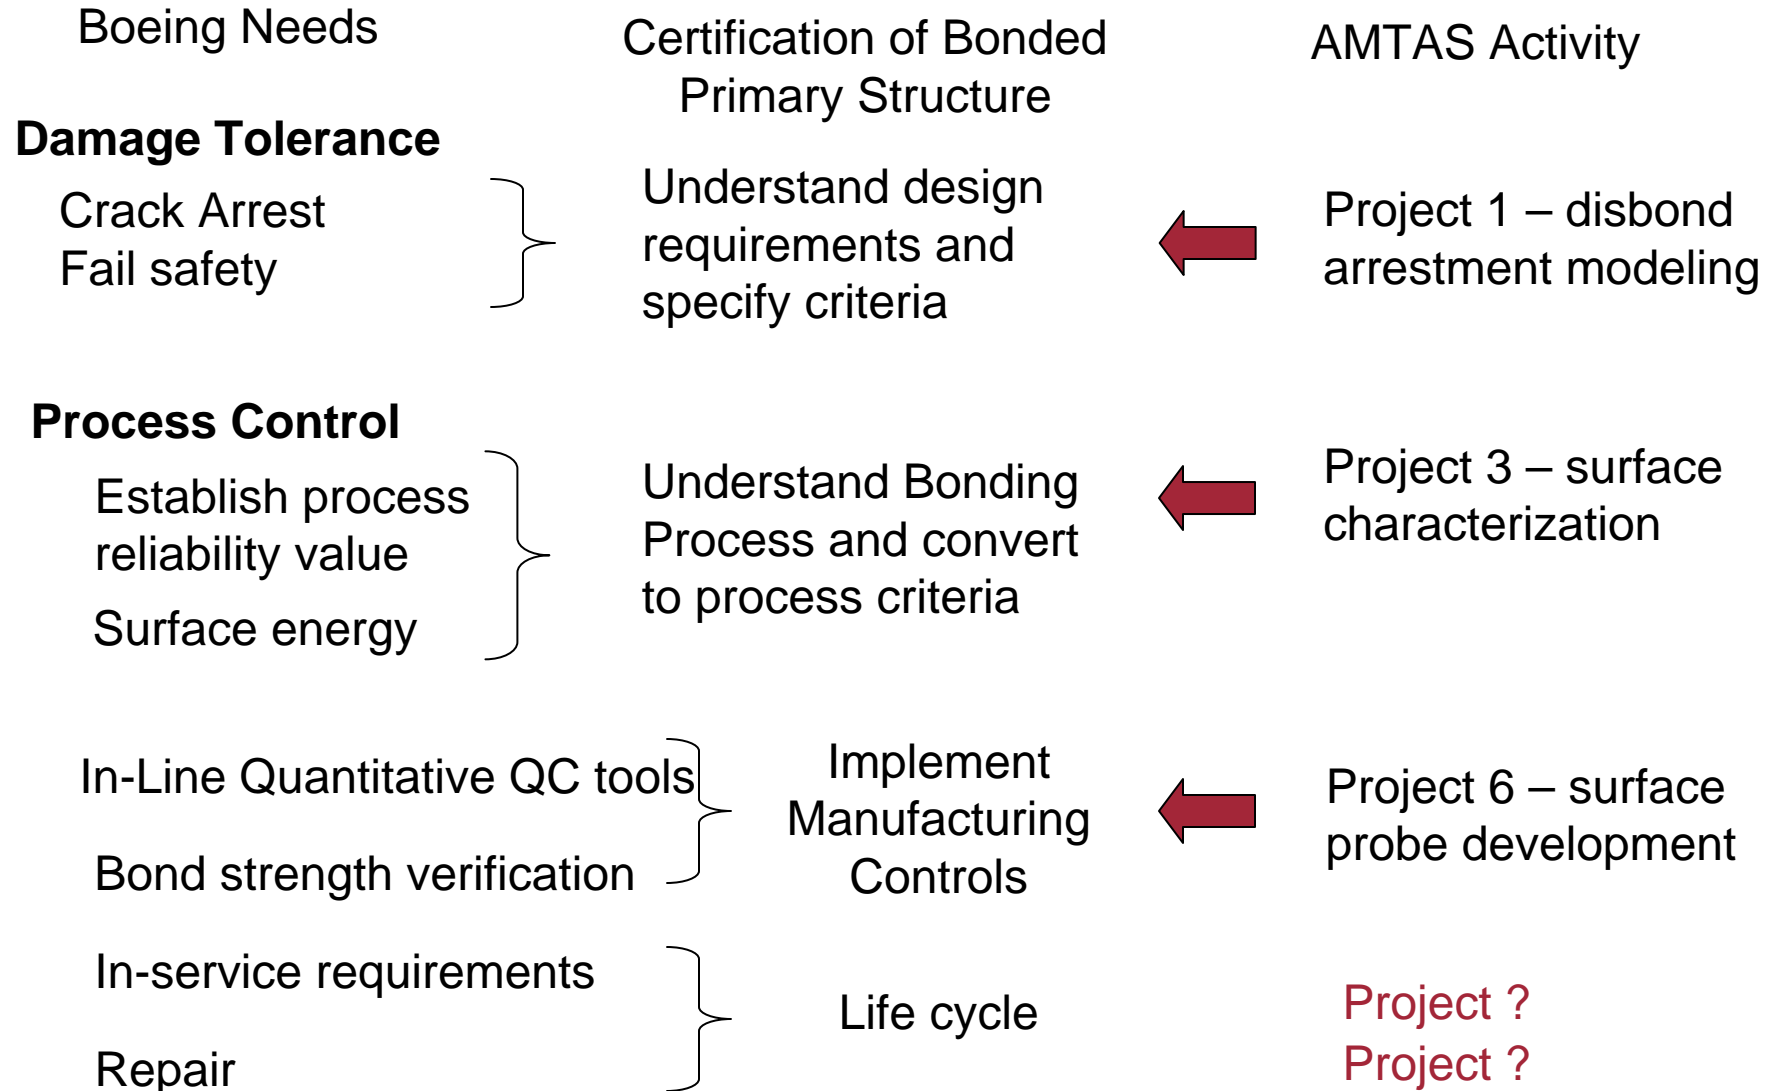 Boeing Needs
Certification of Bonded
Primary Structure
AMTAS Activity
Damage Tolerance
Crack Arrest
Fail safety
Understand design
requirements and
specify criteria
Project 1 – disbond
arrestment modeling
Process Control
Establish process
reliability value
Surface energy
Understand Bonding
Process and convert
to process criteria
Project 3 – surface
characterization
In-Line Quantitative QC tools
Bond strength verification
Implement
Manufacturing
Controls
Project 6 – surface
probe development
In-service requirements
Repair
Life cycle
Project ?
Project ?